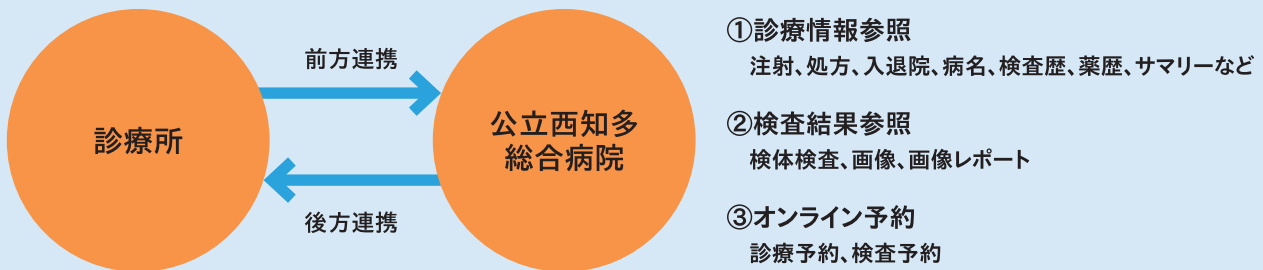 診療所
前方連携
後方連携
公立西知多
総合病院
①診療情報参照
注射、処方、入退院、病名、検査歴、薬歴、サマリーなど
②検査結果参照
検体検査、画像、画像レポート
③オンライン予約
診療予約、検査予約